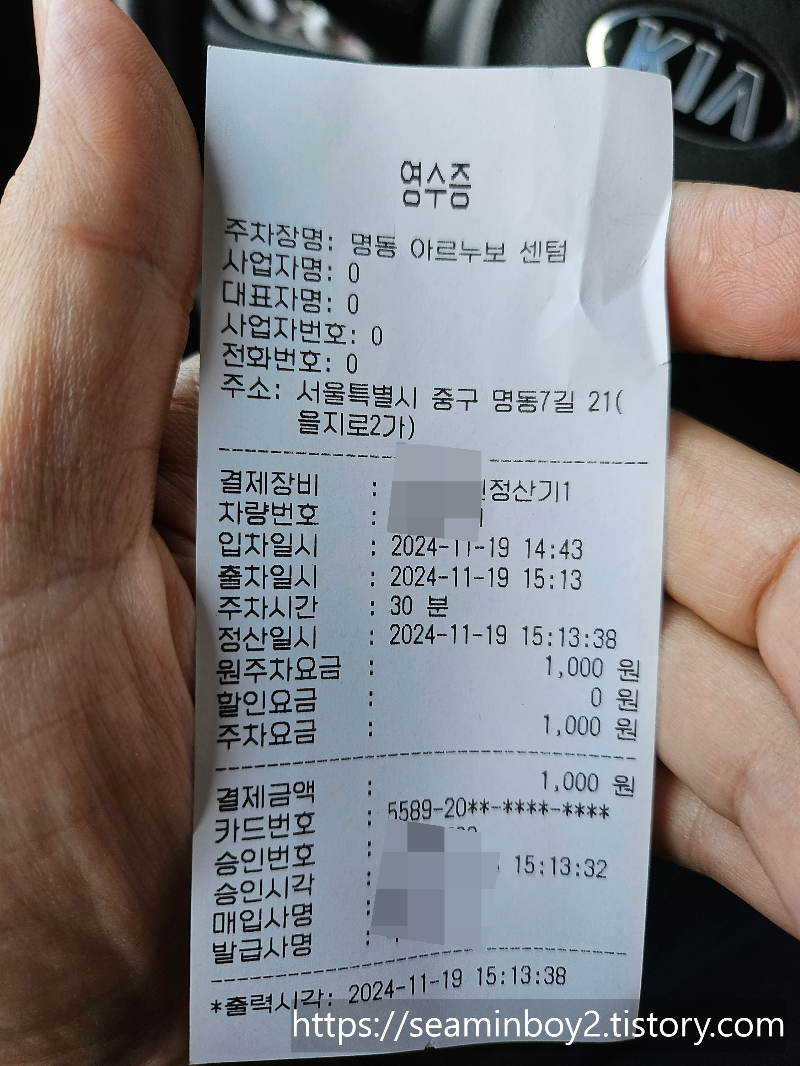 KIA
영수증
주차장명: 명동 아르누보 센텀
사업자명: 0
대표자명: 0
사업자번호: 0
전화번호: 0
주소: 서울특별시 중구 명동7길 21(
을지로2가)
결제장비 : 정산기1
차량번호 :
입차일시 : 2024-11-19 14:43
출차일시 : 2024-11-19 15:13
주차시간 : 30 분
정산일시 : 2024-11-19 15:13:38
원주차요금 : 1,000 원
할인요금 : 0 원
주차요금 : 1,000 원
결제금액 : 1,000 원
카드번호 : 5589-20**-****-****
승인번호 :
승인시각 : 15:13:32
매입사명 :
발급사명 :
*출력시각: 2024-11-19 15:13:38
https://seaminboy2.tistory.com